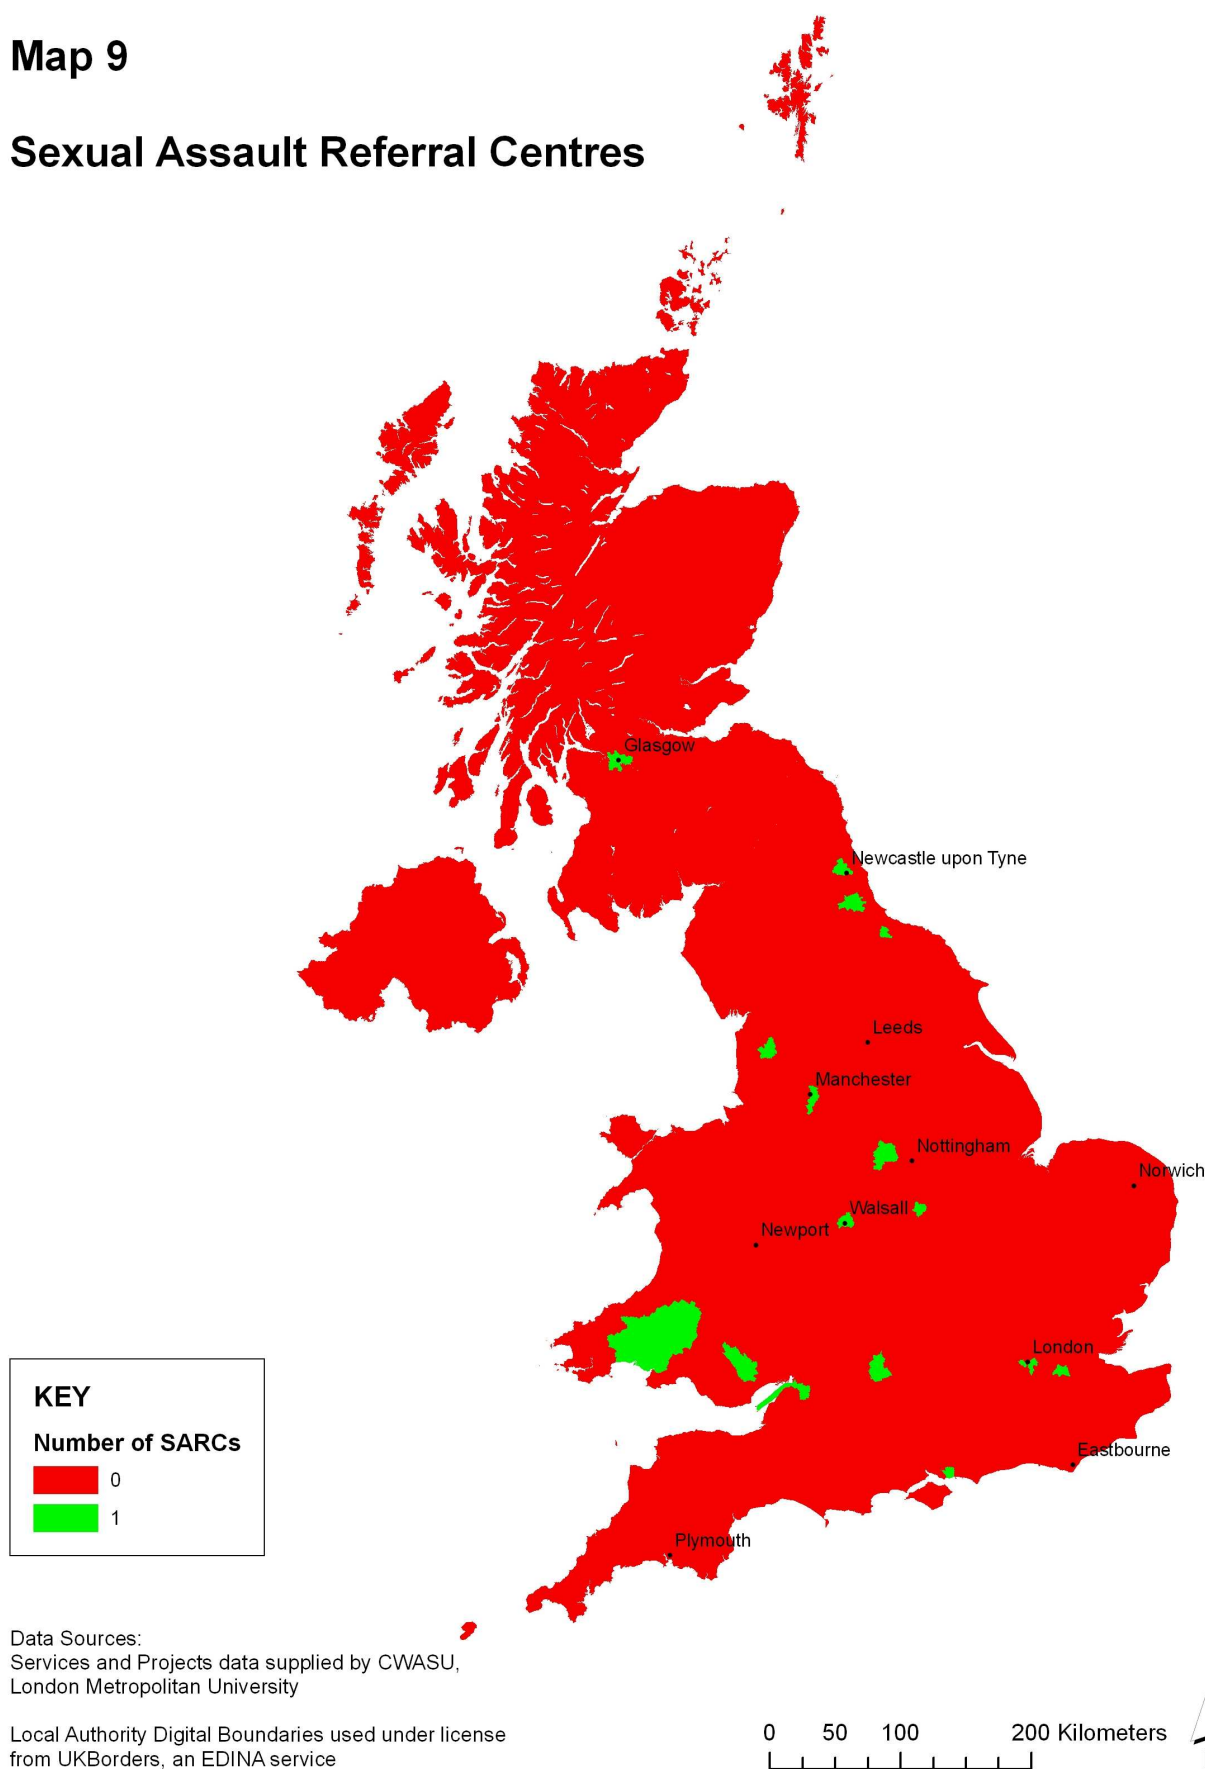 Map 9
Sexual Assault Referral Centres
Glasgow
Newcastle upon Tyne
Leeds
Manchester
Nottingham
Norwich
Walsall
Newport
London
Eastbourne
Plymouth
KEY
Number of SARCs
0
1
Data Sources:
Services and Projects data supplied by CWASU,
London Metropolitan University
Local Authority Digital Boundaries used under license
from UKBorders, an EDINA service
0 50 100 200 Kilometers